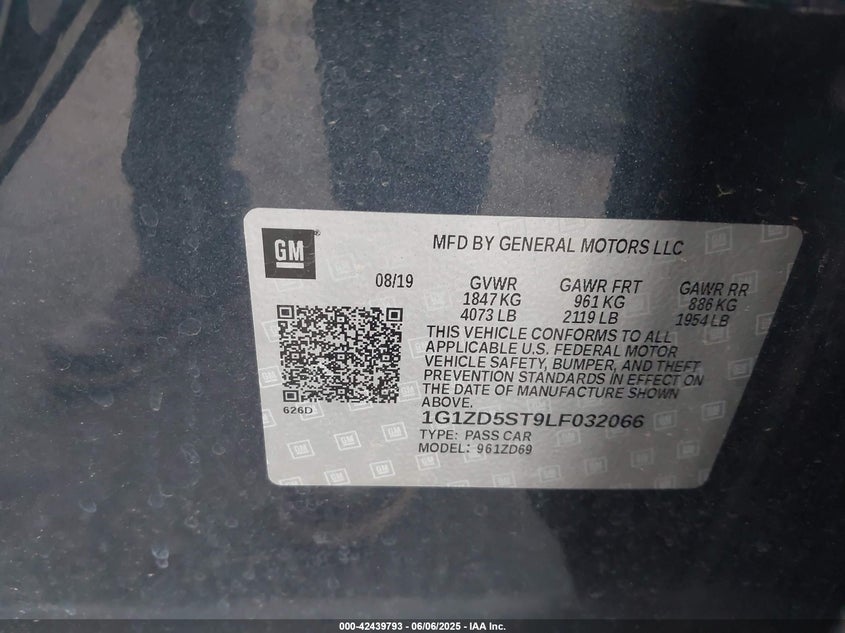 GM®
MFD BY GENERAL MOTORS LLC
08/19 GVWR GAWR FRT GAWR RR
1847 KG 961 KG 886 KG
4073 LB 2119 LB 1954 LB
THIS VEHICLE CONFORMS TO ALL
APPLICABLE U.S. FEDERAL MOTOR
VEHICLE SAFETY, BUMPER, AND THEFT
PREVENTION STANDARDS IN EFFECT ON
THE DATE OF MANUFACTURE SHOWN
ABOVE.
626D
1G1ZD5ST9LF032066
TYPE: PASS CAR
MODEL: 961ZD69
000-42439793 - 06/06/2025 - IAA Inc.